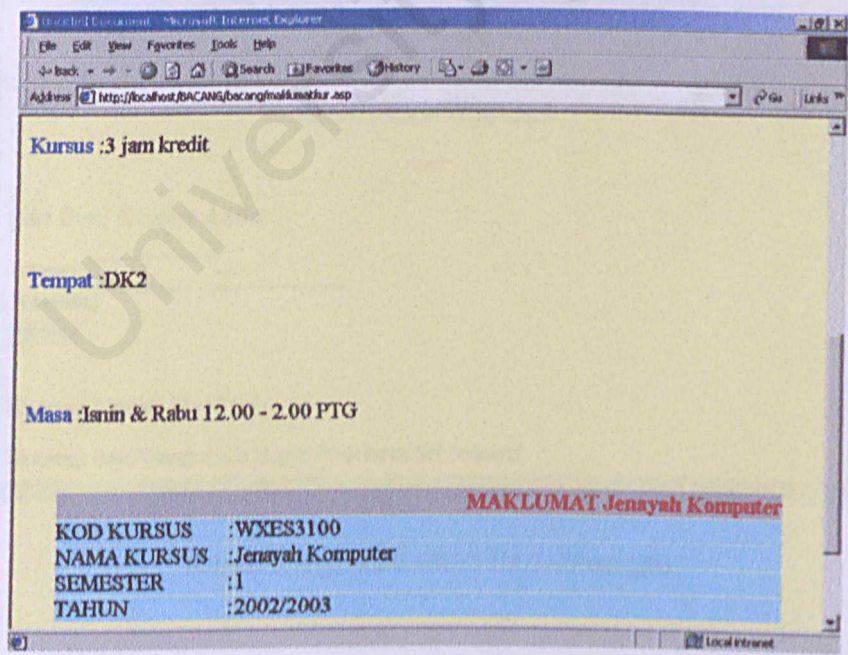 Untitled Document - Microsoft Internet Explorer
File Edit View Favorites Tools Help
Back Search Favorites History
Address http://localhost/BACANG/bacang/maklumatkur.asp Go Links »
Kursus :3 jam kredit
Tempat :DK2
Masa :Isnin & Rabu 12.00 - 2.00 PTG
MAKLUMAT Jenayah Komputer
KOD KURSUS :WXES3100
NAMA KURSUS :Jenayah Komputer
SEMESTER :1
TAHUN :2002/2003
Local intranet
University